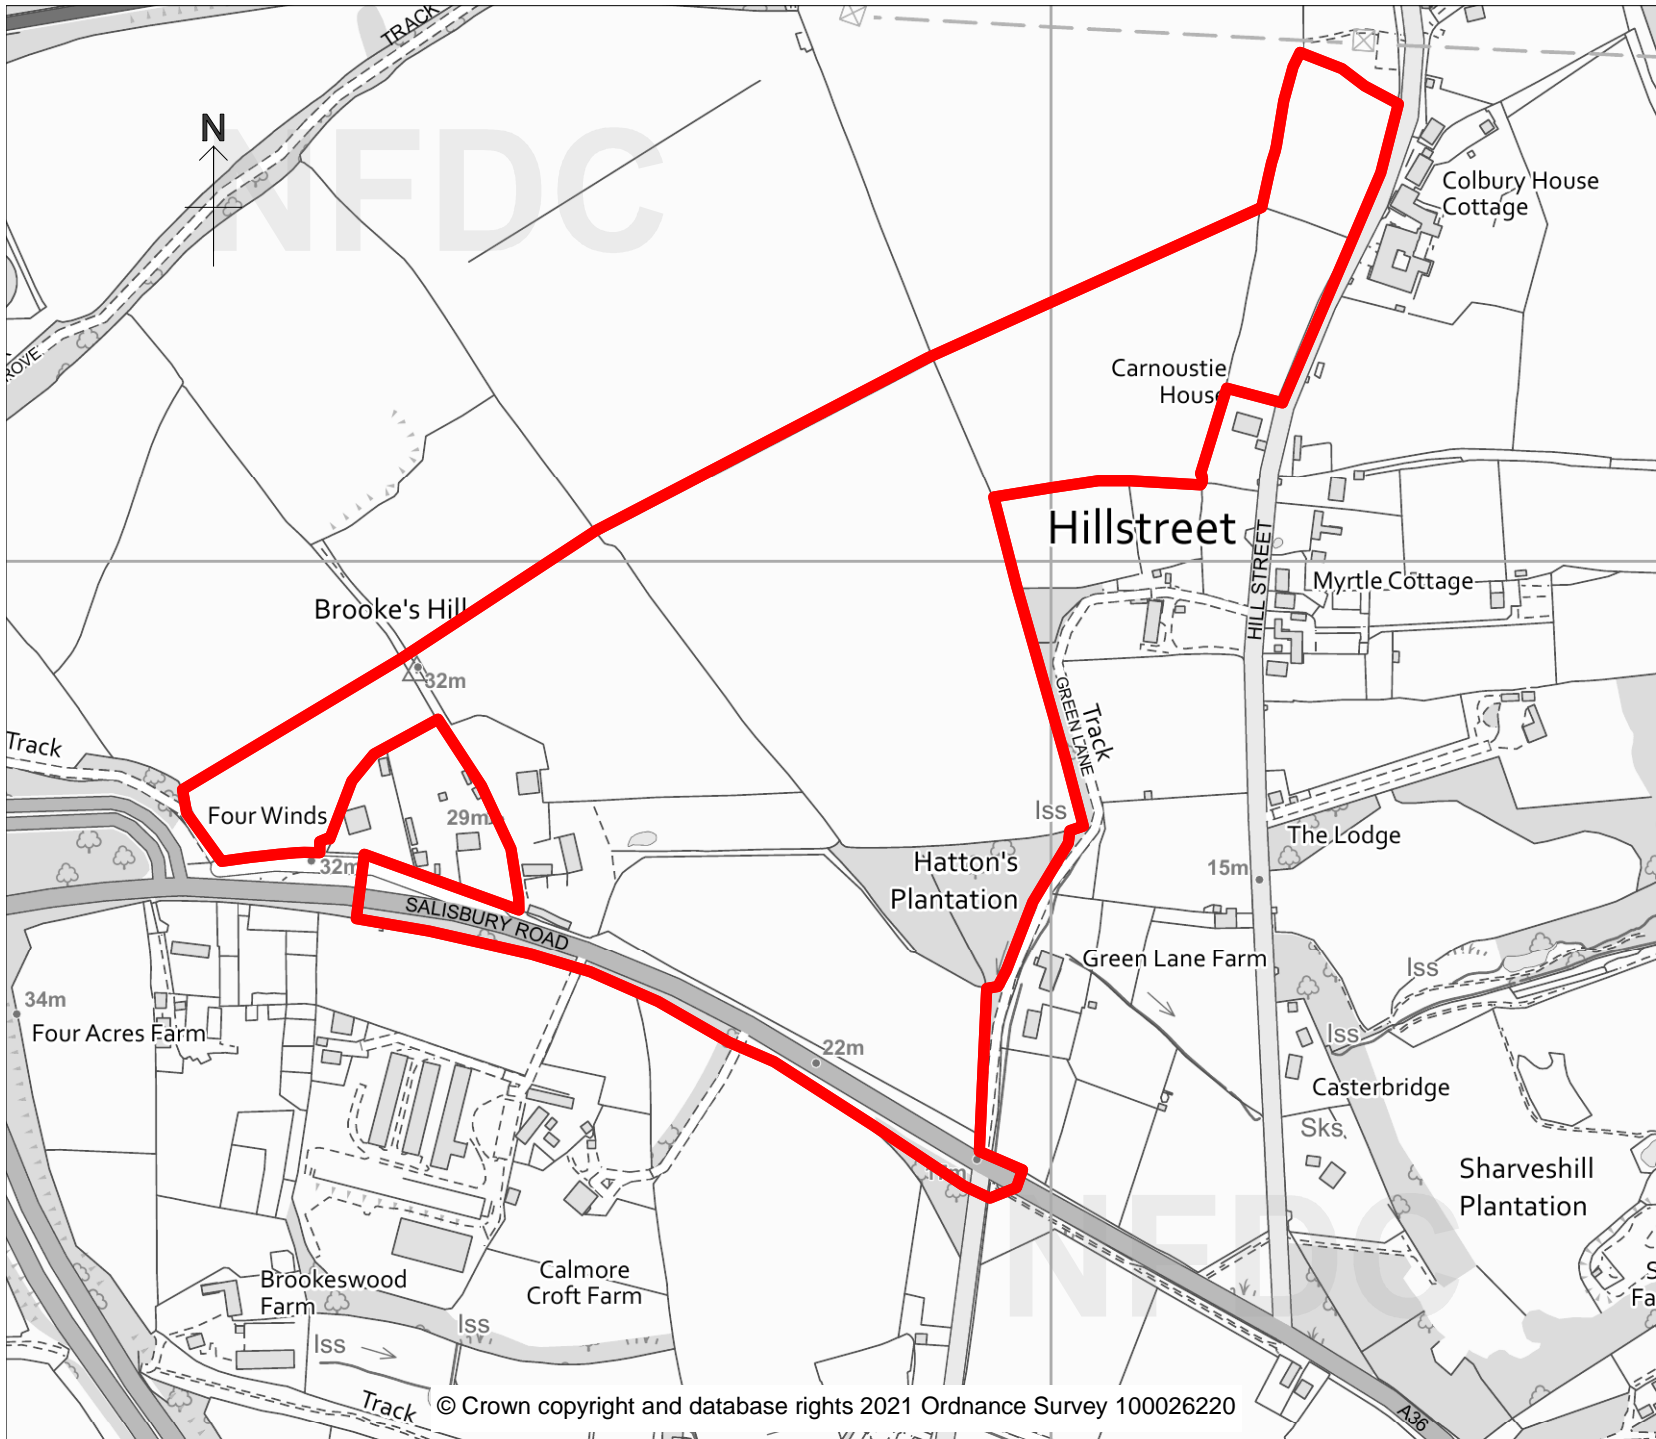 TRACK
N
NFDC
Colbury House
Cottage
ROVE
Carnoustie
House
Hillstreet
HILL STREET
Myrtle Cottage
Brooke's Hill
32m
GREEN LANE
Track
Track
Four Winds
29m
Iss
The Lodge
32m
Hatton's
Plantation
15m
SALISBURY ROAD
Green Lane Farm
Iss
34m
Four Acres Farm
Iss
22m
Casterbridge
Sks
Sharveshill
Plantation
NFDC
Brookeswood
Farm
Calmore
Croft Farm
Iss
Iss
Track
A36
© Crown copyright and database rights 2021 Ordnance Survey 100026220